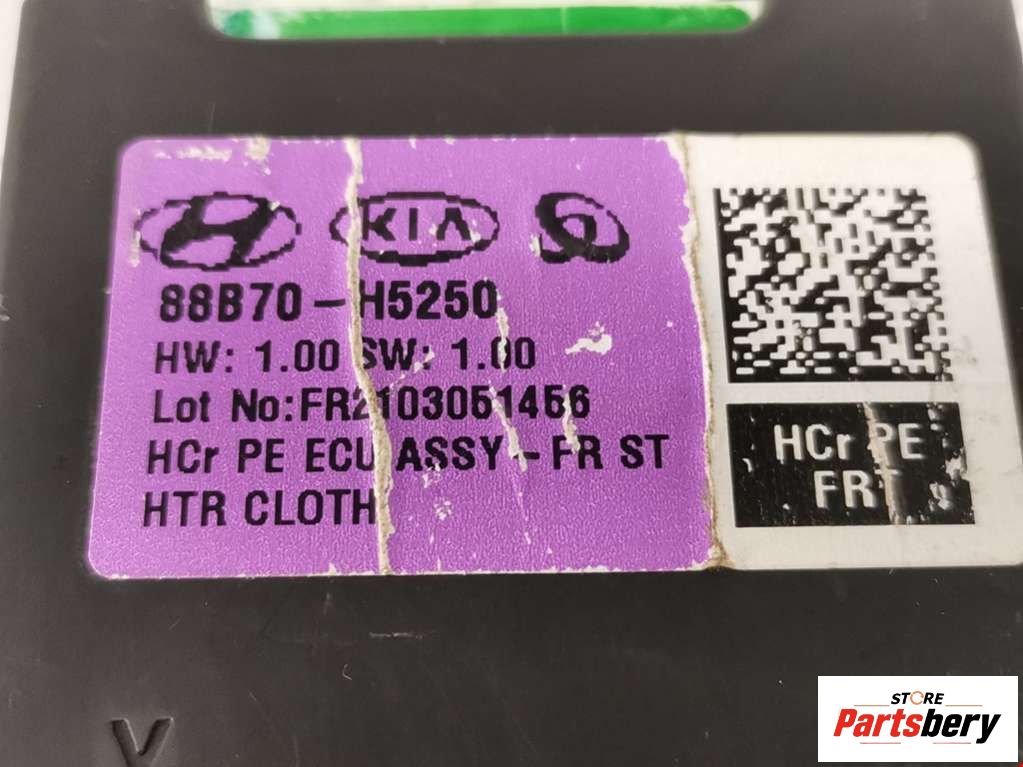 KIA
88B70-H5250
HW: 1.00 SW: 1.00
Lot No:FR2103051456
HCr PE ECU ASSY-FR ST
HTR CLOTH
HCr PE
FRT
V
STORE
Partsbery